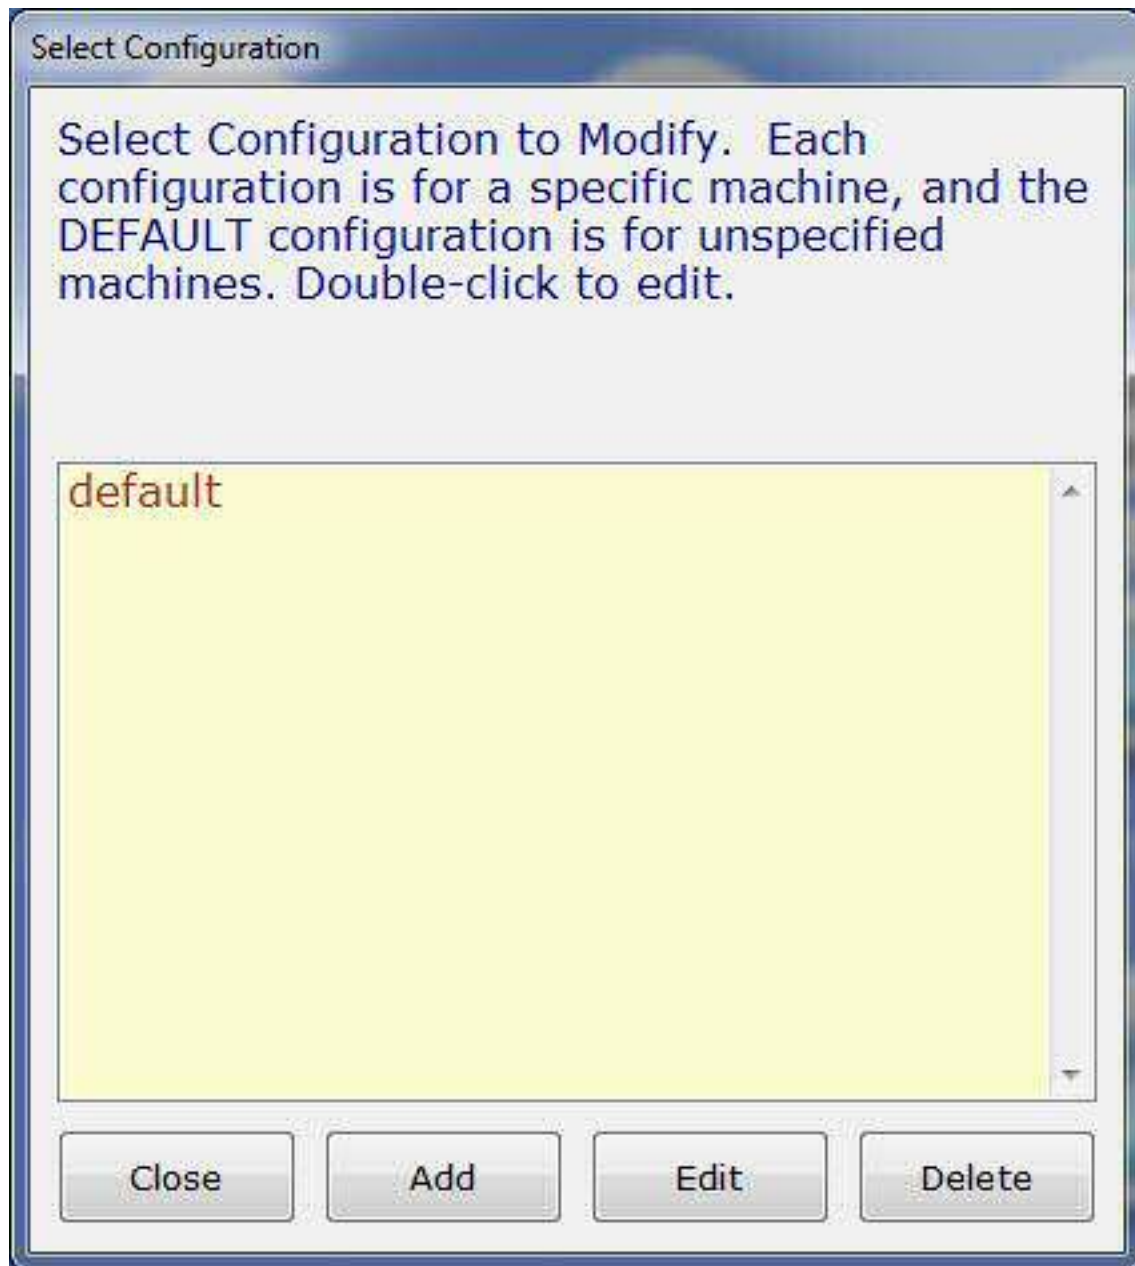 Select Configuration
Select Configuration to Modify.  Each
configuration is for a specific machine, and the
DEFAULT configuration is for unspecified
machines. Double-click to edit.
default
Close Add Edit Delete